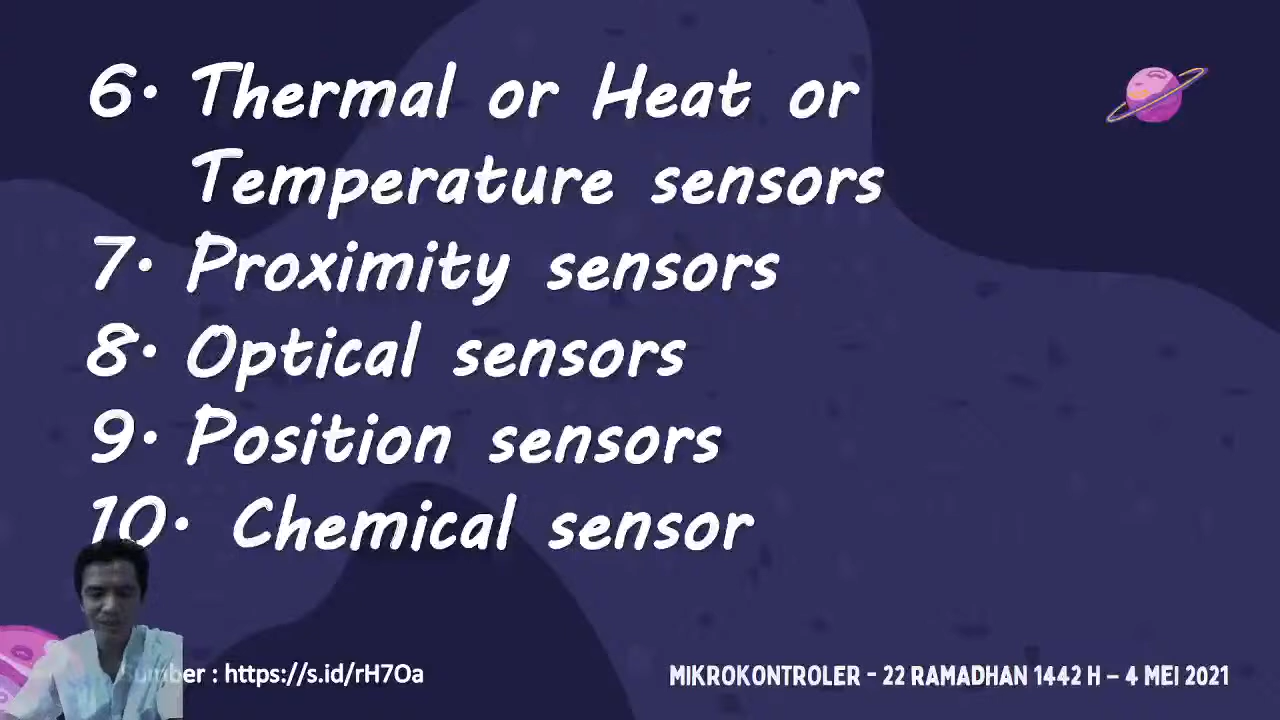 6. Thermal or Heat or
Temperature sensors
7. Proximity sensors
8. Optical sensors
9. Position sensors
10. Chemical sensor
Sumber : https://s.id/rH7Oa
MIKROKONTROLER - 22 RAMADHAN 1442 H – 4 MEI 2021